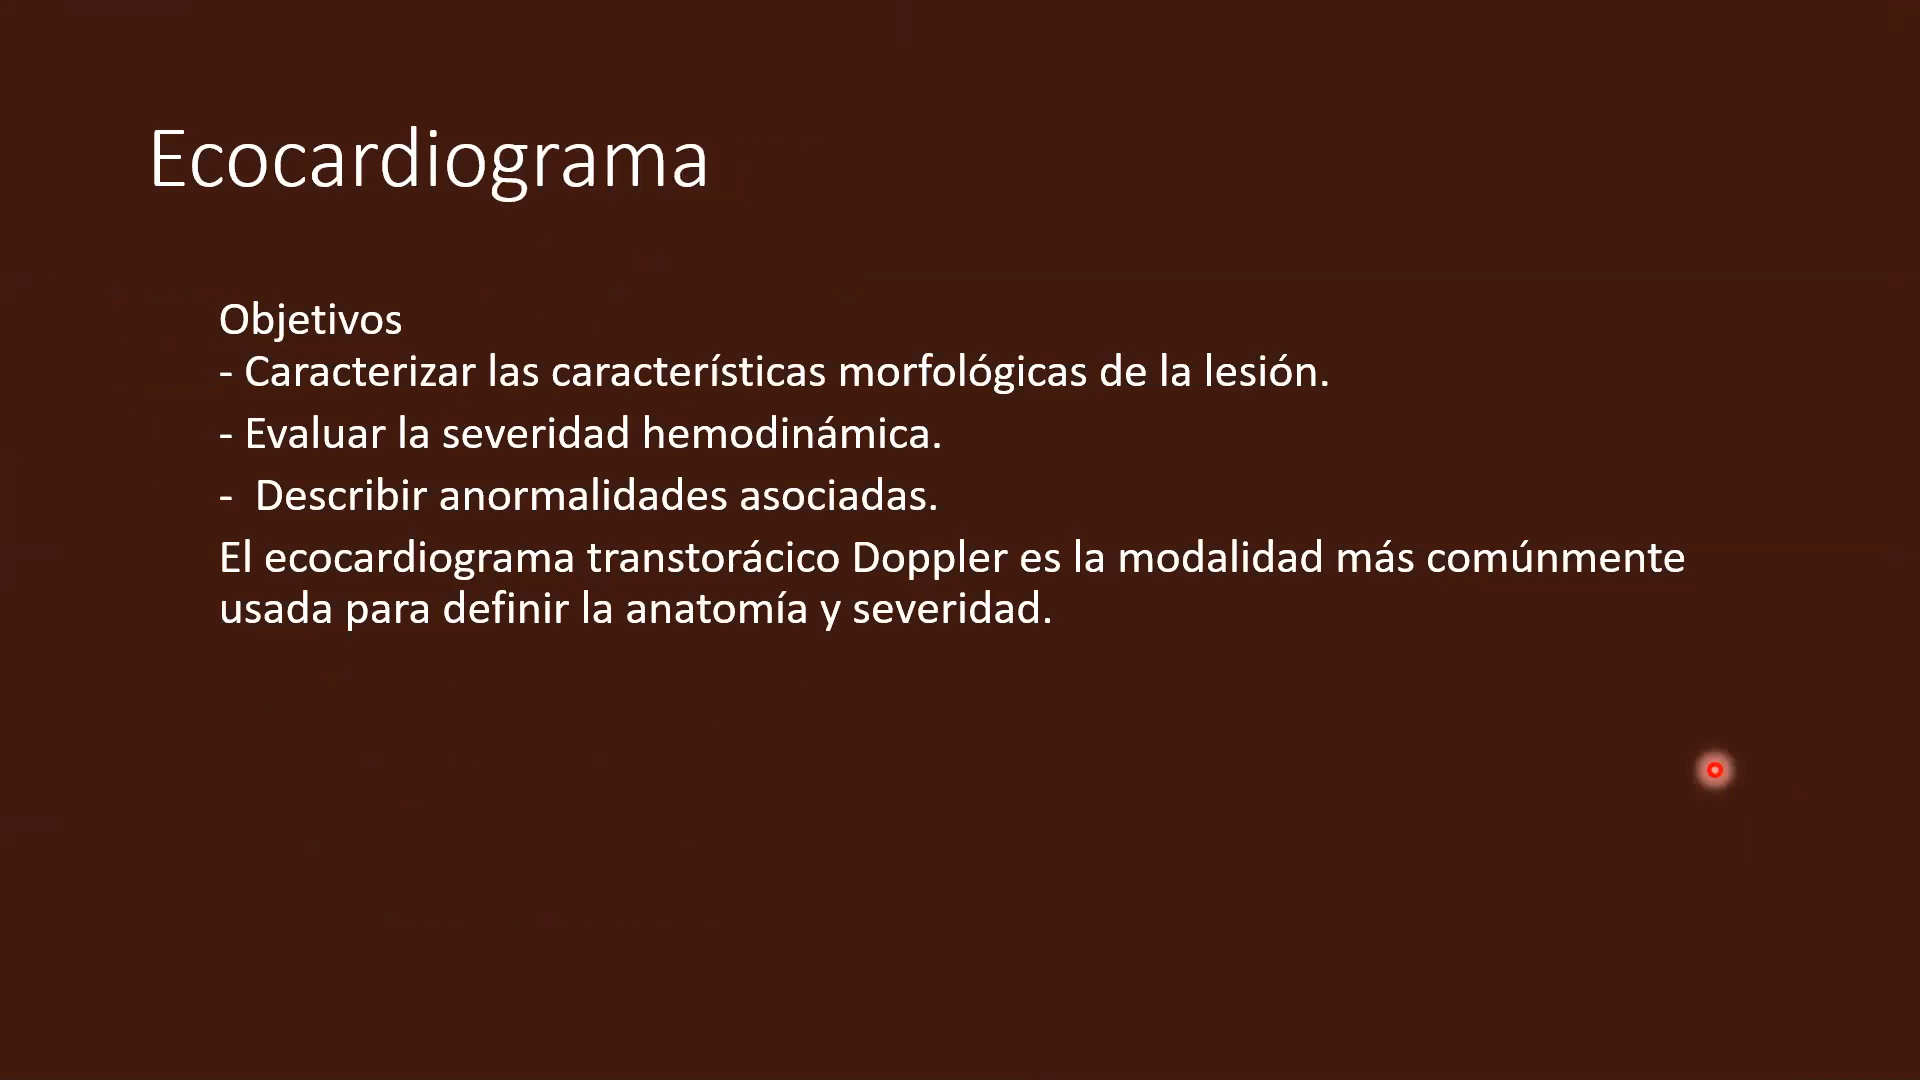 Ecocardiograma
Objetivos
- Caracterizar las características morfológicas de la lesión.
- Evaluar la severidad hemodinámica.
-  Describir anormalidades asociadas.
El ecocardiograma transtorácico Doppler es la modalidad más comúnmente
usada para definir la anatomía y severidad.